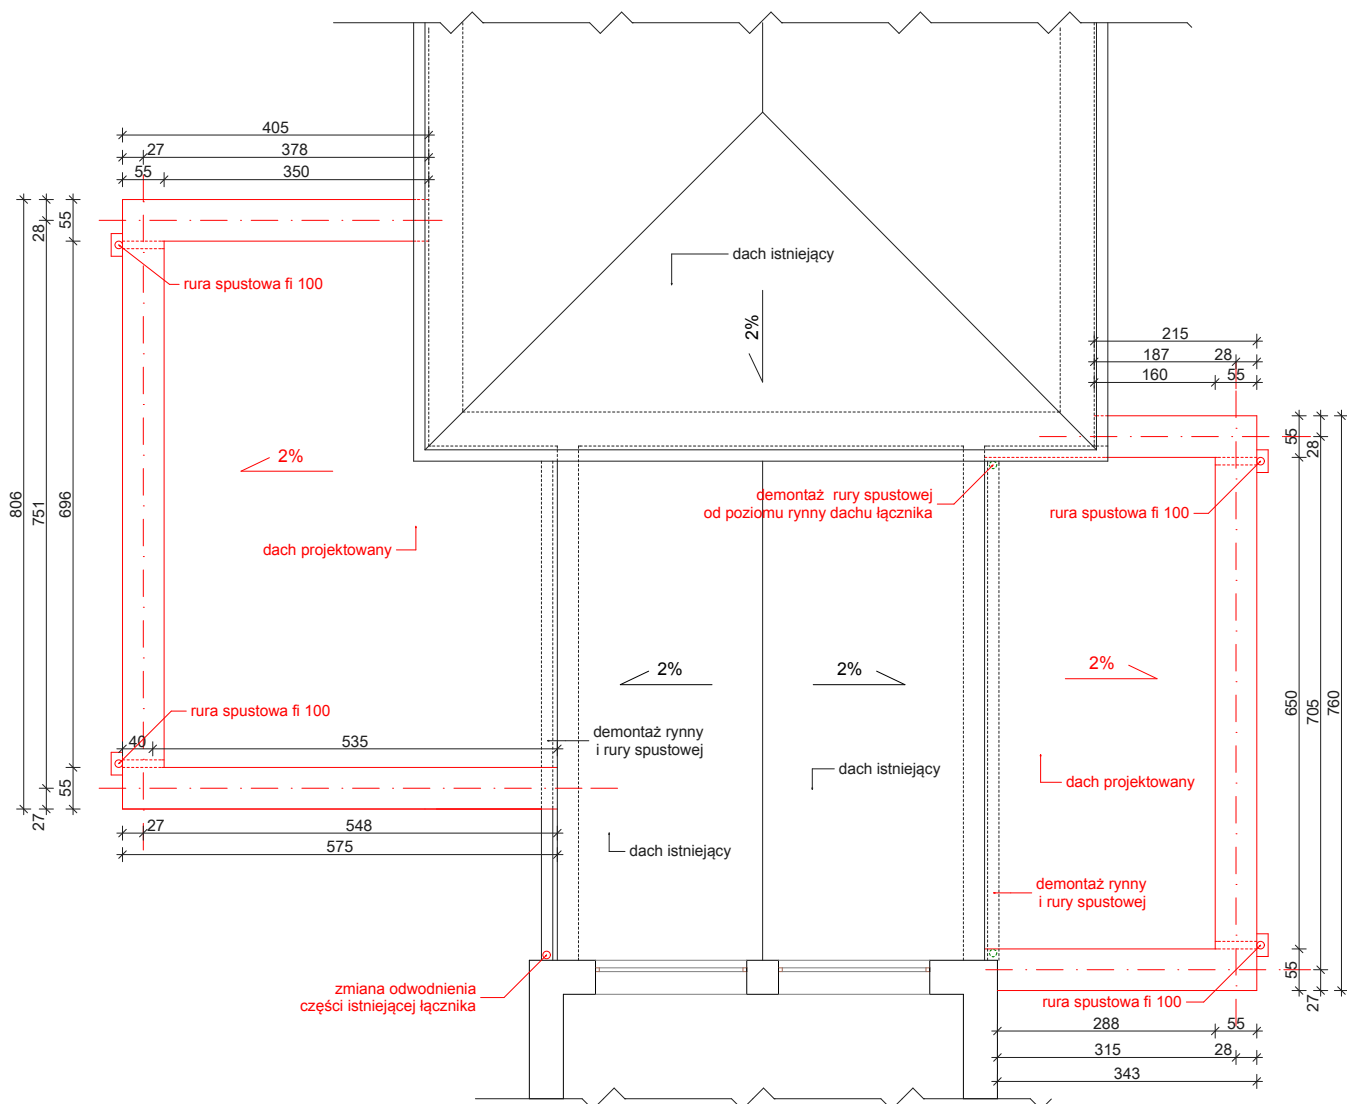 405
27 378
55 350
28
55
rura spustowa fi 100
dach istniejący
2%
215
187 28
160 55
55
28
2%
806
751
696
demontaż rury spustowej
od poziomu rynny dachu łącznika
rura spustowa fi 100
dach projektowany
2%
2%
2%
650
705
760
rura spustowa fi 100
40 535
demontaż rynny
i rury spustowej
dach istniejący
dach projektowany
55
27
27 548
575
dach istniejący
demontaż rynny
i rury spustowej
zmiana odwodnienia
części istniejącej łącznika
rura spustowa fi 100
55
27
288 55
315 28
343